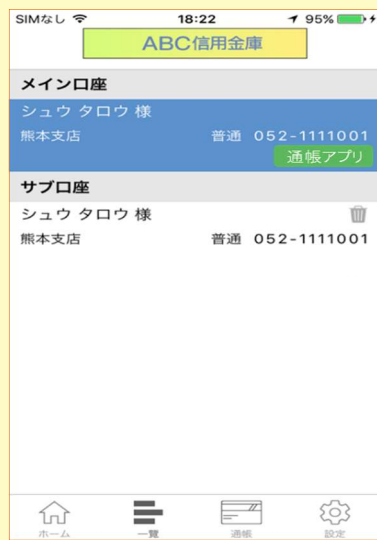 SIMなし 18:22 95%
ABC信用金庫
メイン口座
シュウ タロウ 様
熊本支店 普通 052-1111001
通帳アプリ
サブ口座
シュウ タロウ 様
熊本支店 普通 052-1111001
ホーム 一覧 通帳 設定